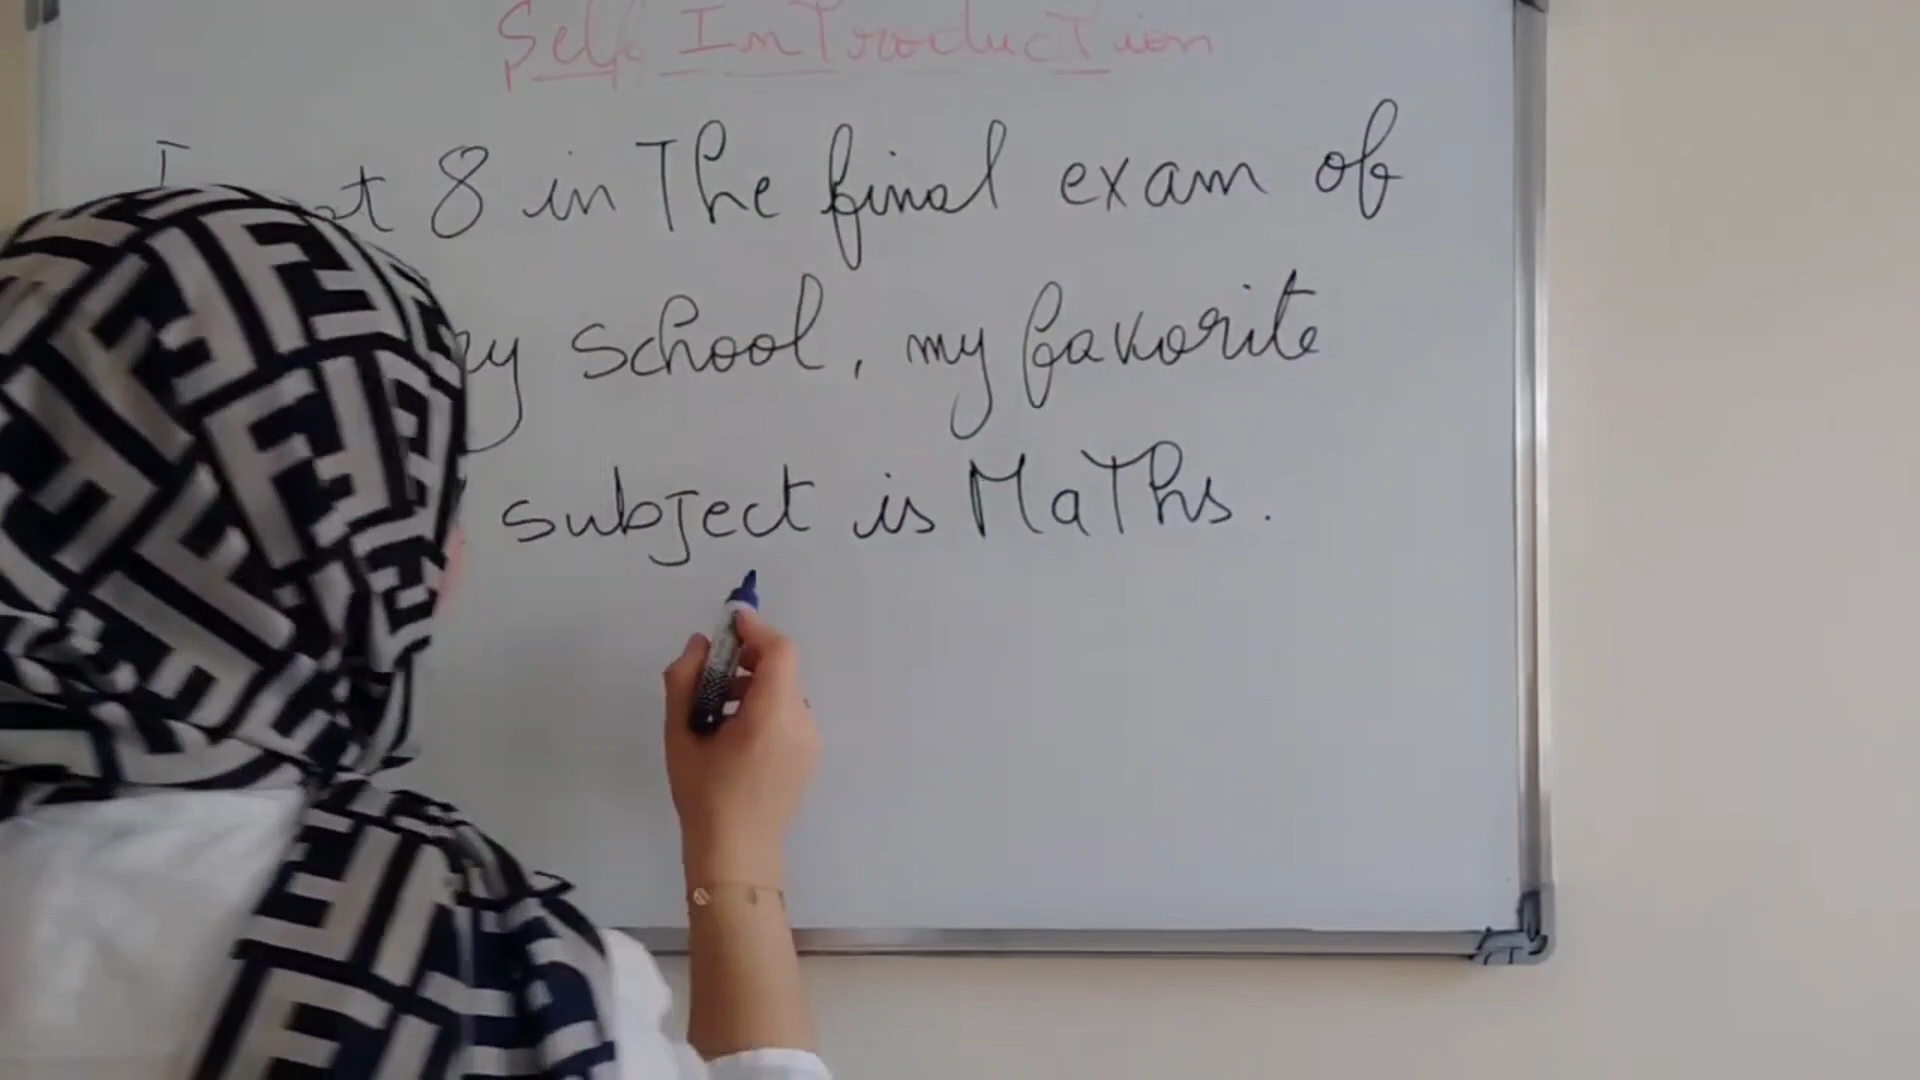 Self InTroducTion
I 8 in The final exam of
school, my favorite
subject is MaThs.